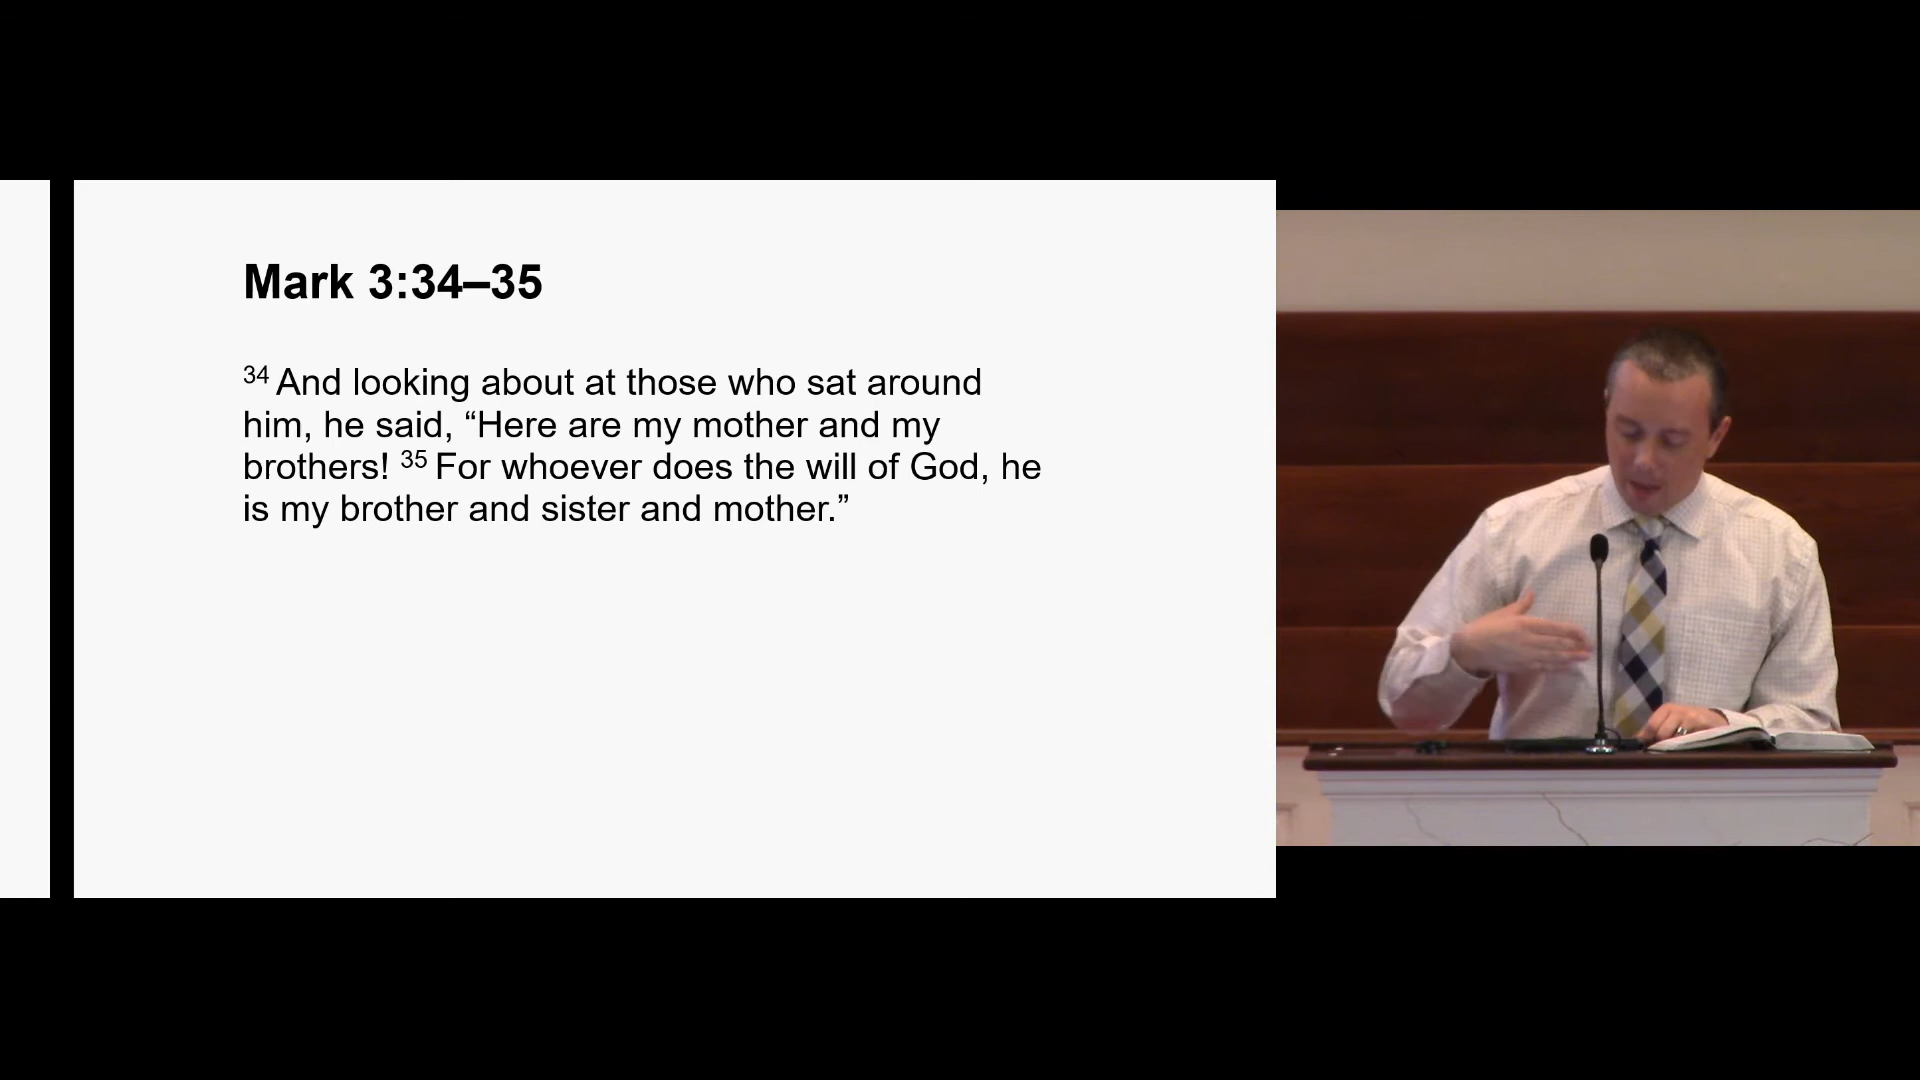 Mark 3:34–35
34 And looking about at those who sat around
him, he said, “Here are my mother and my
brothers! 35 For whoever does the will of God, he
is my brother and sister and mother.”